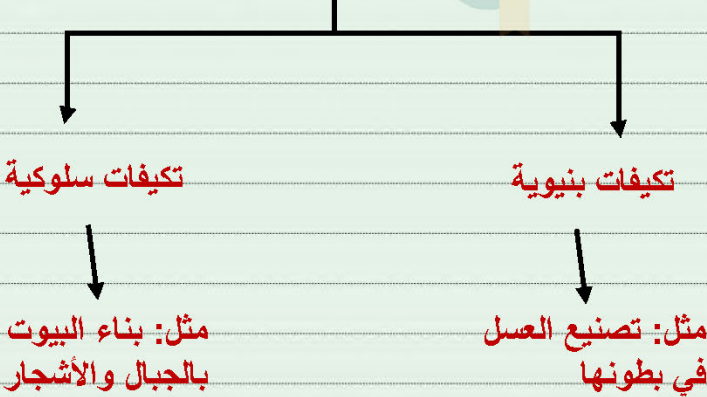 تكيفات بنيوية
تكيفات سلوكية
مثل: تصنيع العسل
في بطونها
مثل: بناء البيوت
بالجبال والأشجار